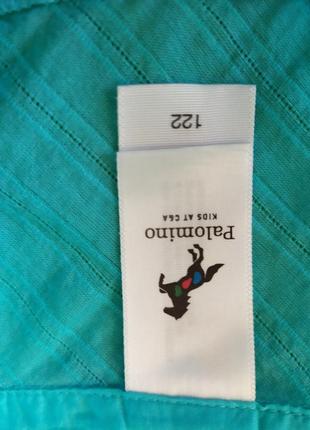 122
Palomino
KIDS AT C&A